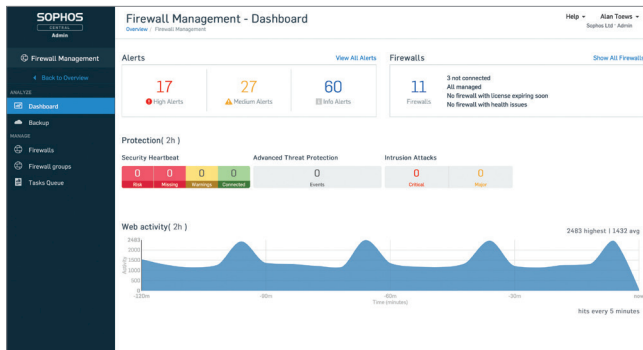 SOPHOS
CENTRAL
Admin
Firewall Management
Back to Overview
ANALYZE
Dashboard
Backup
MANAGE
Firewalls
Firewall groups
Tasks Queue
Firewall Management - Dashboard
Overview / Firewall Management
Help
Alan Toews
Sophos Ltd · Admin
Alerts
View All Alerts
17
High Alerts
27
Medium Alerts
60
Info Alerts
Firewalls
Show All Firewalls
11
Firewalls
3 not connected
All managed
No firewall with license expiring soon
No firewall with health issues
Protection( 2h )
Security Heartbeat
0
Risk
0
Missing
0
Warnings
0
Connected
Advanced Threat Protection
0
Events
Intrusion Attacks
0
Critical
0
Major
Web activity( 2h )
2483 highest | 1432 avg
Activity
2483
2000
1500
1000
500
0
-120m
-90m
-60m
-30m
now
Time (minutes)
hits every 5 minutes